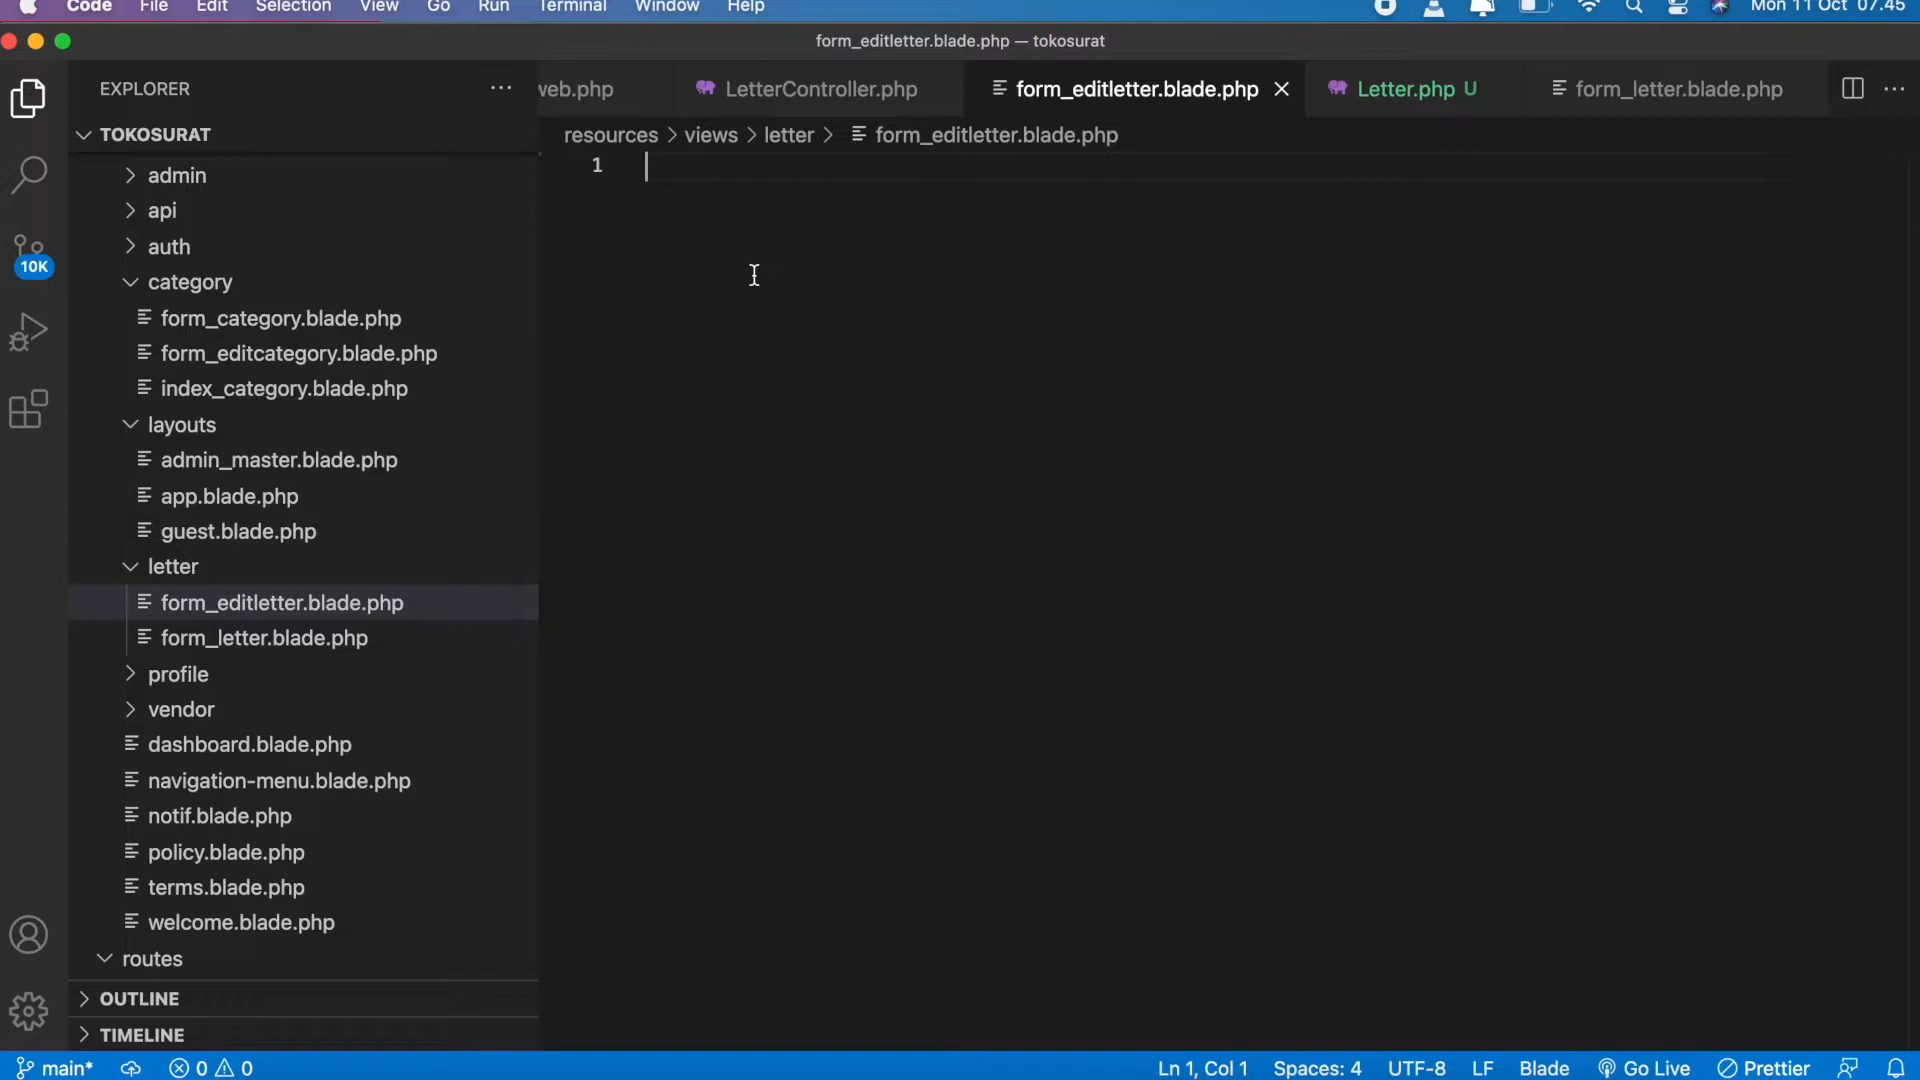 Code File Edit Selection View Go Run Terminal Window Help Mon 11 Oct 07.45
form_editletter.blade.php — tokosurat
EXPLORER
web.php LetterController.php form_editletter.blade.php Letter.php U form_letter.blade.php
TOKOSURAT
resources > views > letter > form_editletter.blade.php
1
admin
api
auth
10K
category
form_category.blade.php
form_editcategory.blade.php
index_category.blade.php
layouts
admin_master.blade.php
app.blade.php
guest.blade.php
letter
form_editletter.blade.php
form_letter.blade.php
profile
vendor
dashboard.blade.php
navigation-menu.blade.php
notif.blade.php
policy.blade.php
terms.blade.php
welcome.blade.php
routes
OUTLINE
TIMELINE
main* 0 0 Ln 1, Col 1 Spaces: 4 UTF-8 LF Blade Go Live Prettier